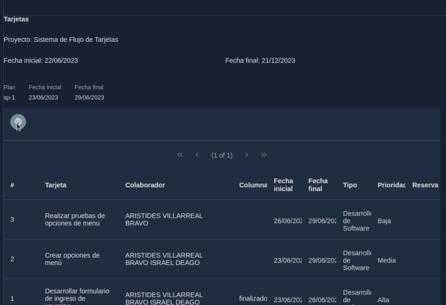 Tarjetas
Proyecto: Sistema de Flujo de Tarjetas
Fecha inicial: 22/06/2023 Fecha final: 21/12/2023
Plan Fecha inicial Fecha final
sp-1 23/06/2023 29/06/2023
(1 of 1)
# Tarjeta Colaborador Columna Fecha inicial Fecha final Tipo Prioridad Reserva
3 Realizar pruebas de opciones de menu ARISTIDES VILLARREAL BRAVO 26/06/202 29/06/202 Desarrollo de Software Baja
2 Crear opciones de menú ARISTIDES VILLARREAL BRAVO ISRAEL DEAGO 23/06/202 29/06/202 Desarrollo de Software Media
1 Desarrollar formulario de ingreso de ARISTIDES VILLARREAL BRAVO ISRAEL DEAGO finalizado 23/06/202 26/06/202 Desarrollo de Alta